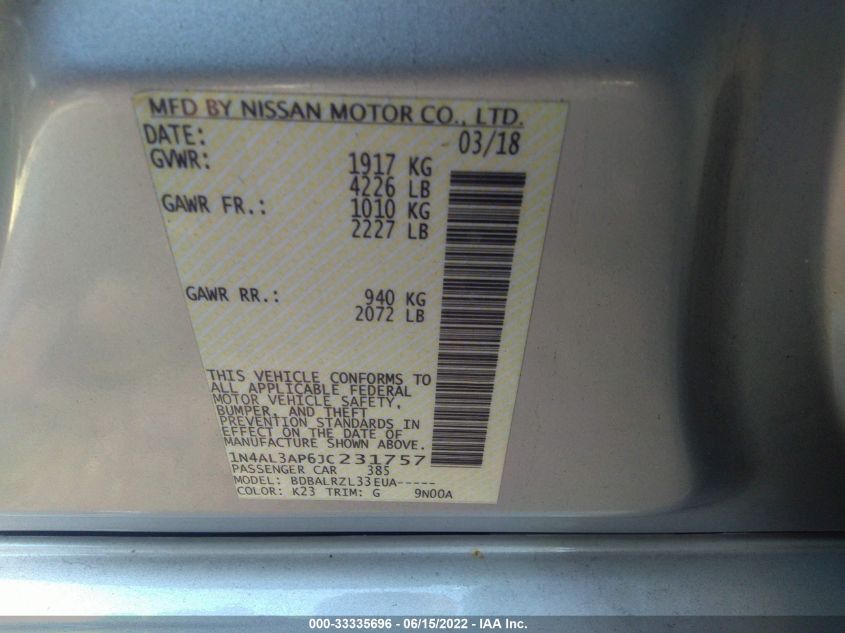 MFD BY NISSAN MOTOR CO., LTD.
DATE: 03/18
GVWR: 1917 KG
4226 LB
GAWR FR.: 1010 KG
2227 LB
GAWR RR.: 940 KG
2072 LB
THIS VEHICLE CONFORMS TO
ALL APPLICABLE FEDERAL
MOTOR VEHICLE SAFETY,
BUMPER, AND THEFT
PREVENTION STANDARDS IN
EFFECT ON THE DATE OF
MANUFACTURE SHOWN ABOVE.
1N4AL3AP6JC231757
PASSENGER CAR 385
MODEL: BDBALRZL33EUA-----
COLOR: K23 TRIM: G 9N00A
000-33335696 - 06/15/2022 - IAA Inc.